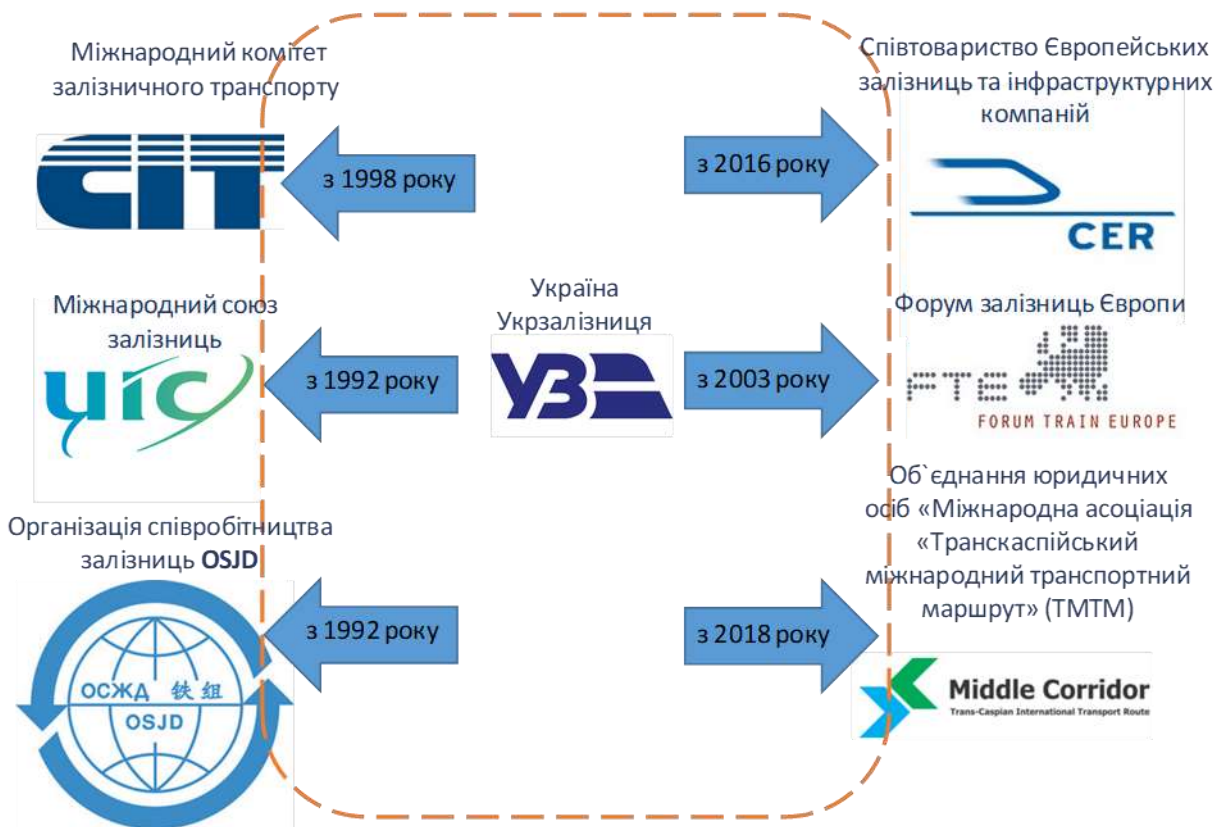 Міжнародний комітет
залізничного транспорту
CIT
з 1998 року
Міжнародний союз
залізниць
uic
з 1992 року
Організація співробітництва
залізниць OSJD
ОСЖД 铁组
OSJD
з 1992 року
Україна
Укрзалізниця
УЗ
Співтовариство Європейських
залізниць та інфраструктурних
компаній
з 2016 року
CER
Форум залізниць Європи
з 2003 року
FTE
FORUM TRAIN EUROPE
Об`єднання юридичних
осіб «Міжнародна асоціація
«Транскаспійський
міжнародний транспортний
маршрут» (ТМТМ)
з 2018 року
Middle Corridor
Trans-Caspian International Transport Route